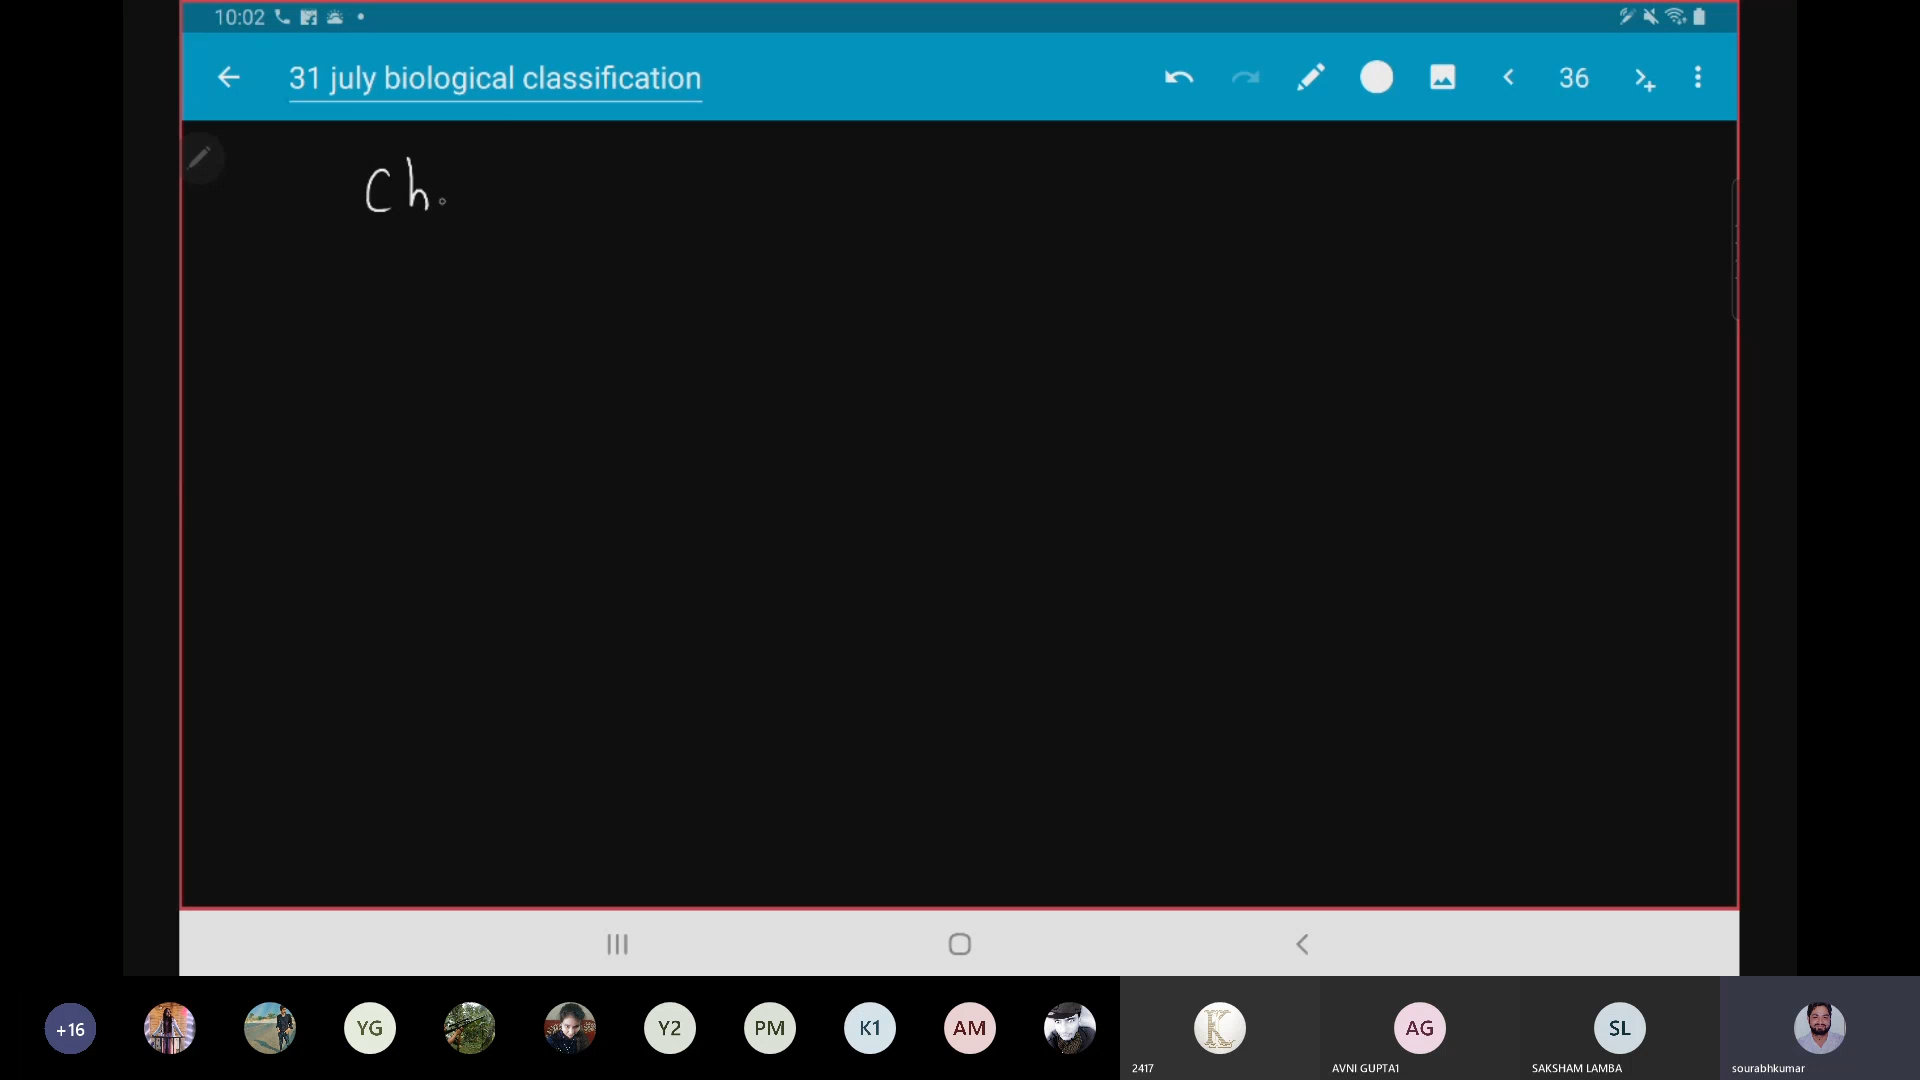 10:02
31 july biological classification
36
Ch.
+16
YG
Y2
PM
K1
AM
K
2417
AG
AVNI GUPTA1
SL
SAKSHAM LAMBA
sourabhkumar